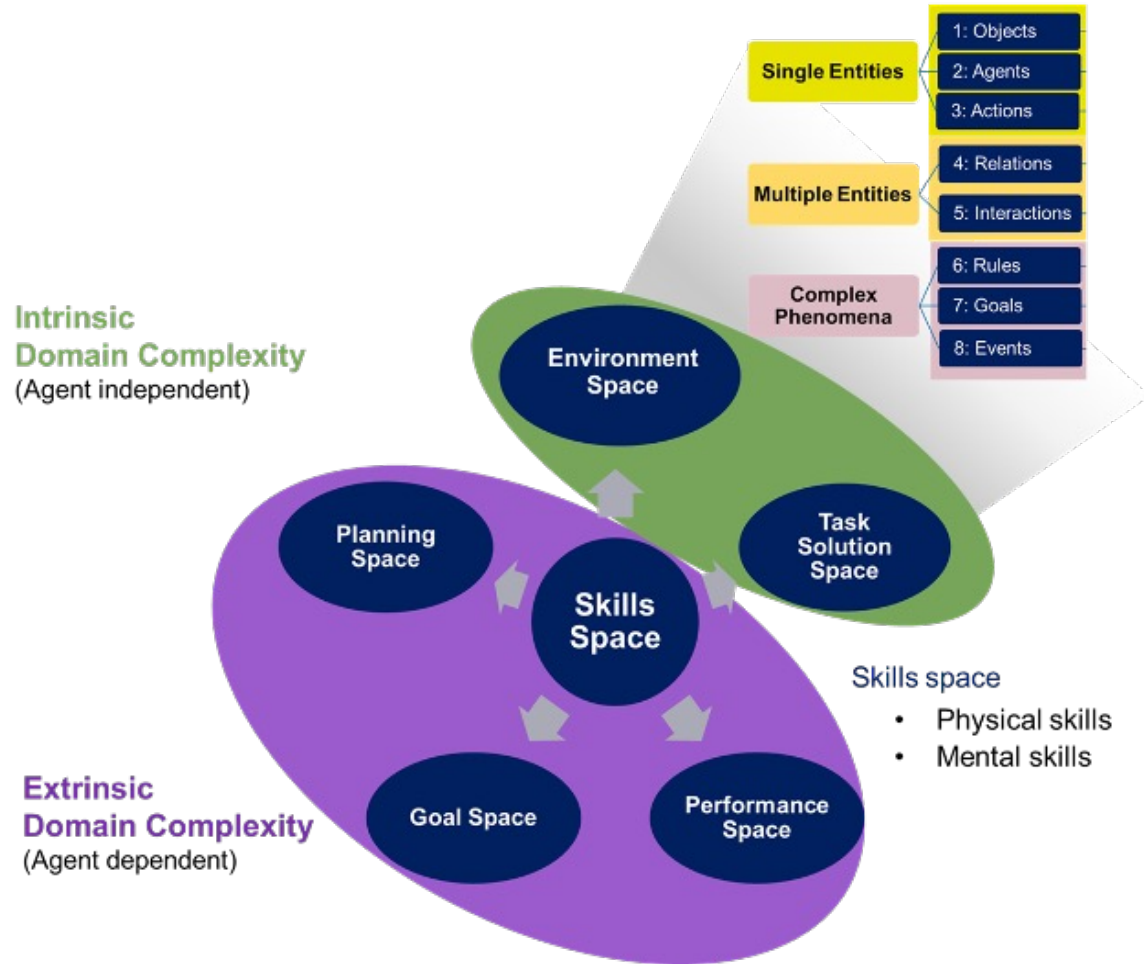 Single Entities
1: Objects
2: Agents
3: Actions
Multiple Entities
4: Relations
5: Interactions
Complex
Phenomena
6: Rules
7: Goals
8: Events
Intrinsic
Domain Complexity
(Agent independent)
Environment
Space
Planning
Space
Task
Solution
Space
Skills
Space
Skills space
• Physical skills
• Mental skills
Extrinsic
Domain Complexity
(Agent dependent)
Goal Space
Performance
Space